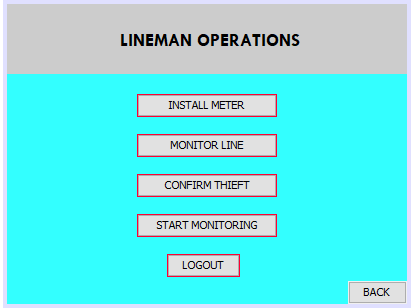 LINEMAN OPERATIONS
INSTALL METER
MONITOR LINE
CONFIRM THIEFT
START MONITORING
LOGOUT
BACK